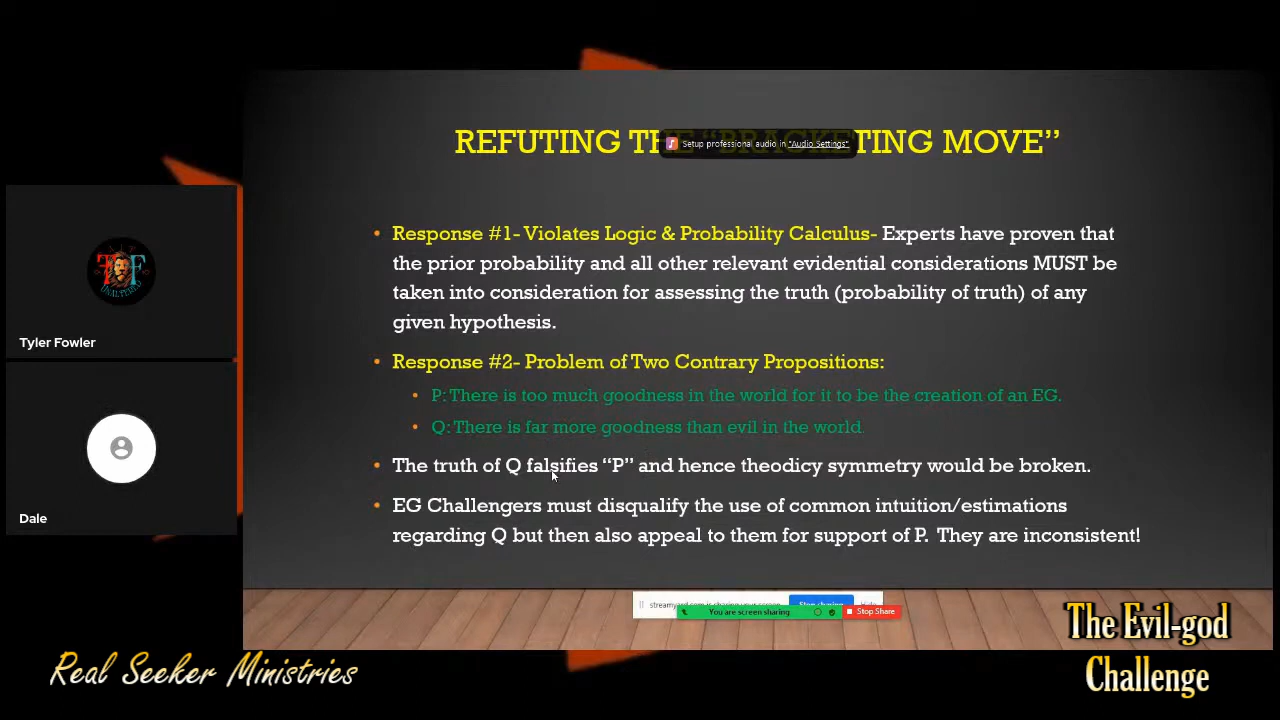 REFUTING THE "BRACKETING MOVE"
Setup professional audio in "Audio Settings"
Response #1- Violates Logic & Probability Calculus- Experts have proven that
the prior probability and all other relevant evidential considerations MUST be
taken into consideration for assessing the truth (probability of truth) of any
given hypothesis.
Response #2- Problem of Two Contrary Propositions:
P: There is too much goodness in the world for it to be the creation of an EG.
Q: There is far more goodness than evil in the world.
The truth of Q falsifies "P" and hence theodicy symmetry would be broken.
EG Challengers must disqualify the use of common intuition/estimations
regarding Q but then also appeal to them for support of P. They are inconsistent!
Tyler Fowler
Dale
You are screen sharing
Stop Share
Real Seeker Ministries
The Evil-god
Challenge